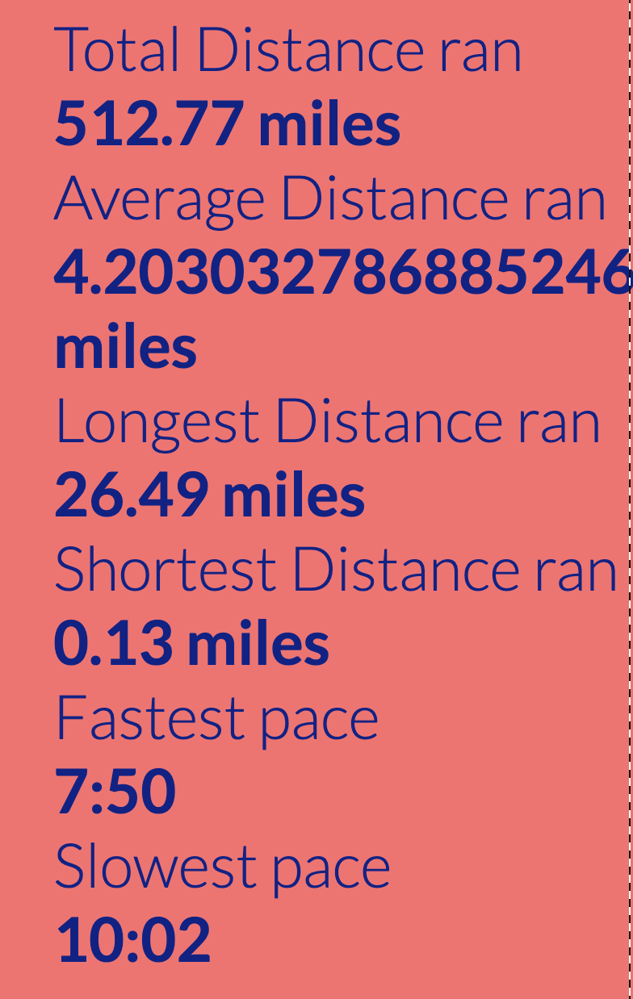 Total Distance ran
512.77 miles
Average Distance ran
4.203032786885246
miles
Longest Distance ran
26.49 miles
Shortest Distance ran
0.13 miles
Fastest pace
7:50
Slowest pace
10:02